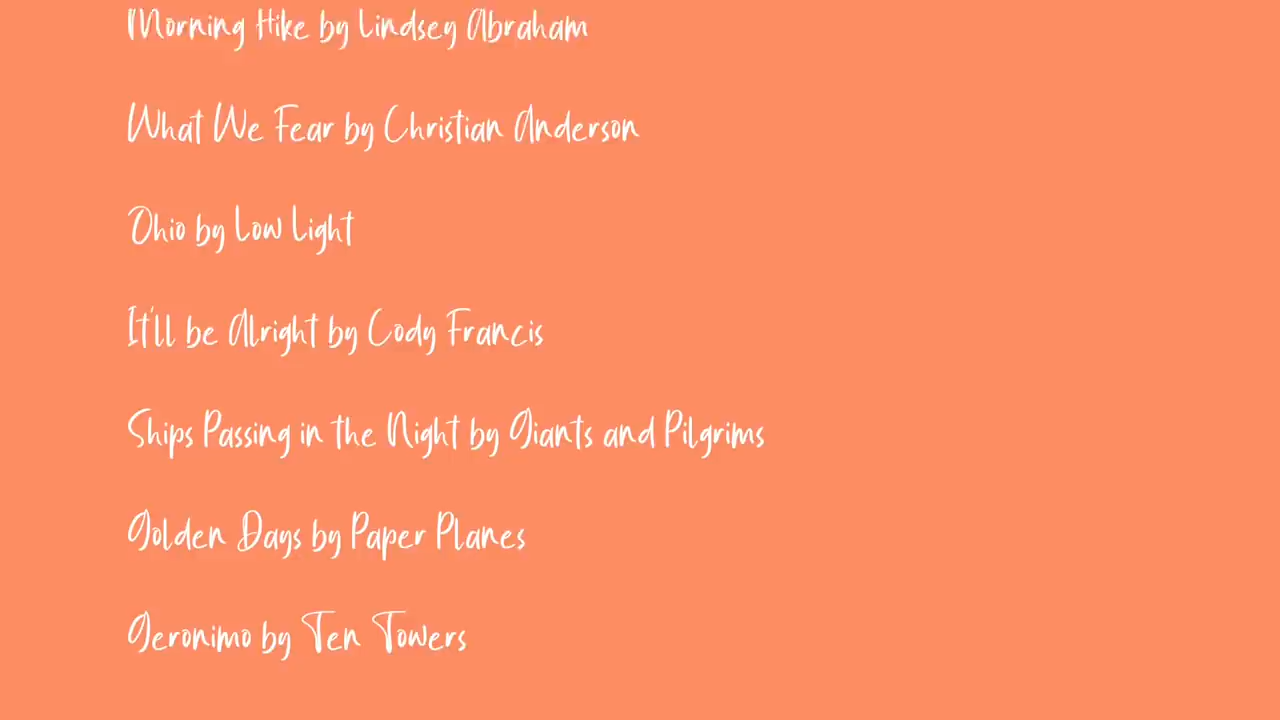 Morning Hike by Lindsey Abraham
What We Fear by Christian Anderson
Ohio by Low Light
It'll be Alright by Cody Francis
Ships Passing in the Night by Giants and Pilgrims
Golden Days by Paper Planes
Geronimo by Ten Towers